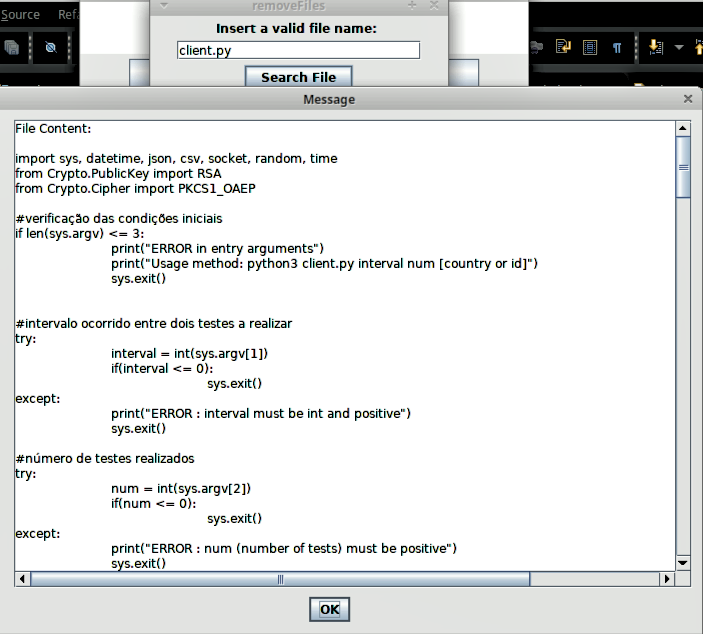 Source
removeFiles
Insert a valid file name:
client.py
Search File
Message
File Content:
import sys, datetime, json, csv, socket, random, time
from Crypto.PublicKey import RSA
from Crypto.Cipher import PKCS1_OAEP
#verificação das condições iniciais
if len(sys.argv) <= 3:
print("ERROR in entry arguments")
print("Usage method: python3 client.py interval num [country or id]")
sys.exit()
#intervalo ocorrido entre dois testes a realizar
try:
interval = int(sys.argv[1])
if(interval <= 0):
sys.exit()
except:
print("ERROR : interval must be int and positive")
sys.exit()
#número de testes realizados
try:
num = int(sys.argv[2])
if(num <= 0):
sys.exit()
except:
print("ERROR : num (number of tests) must be positive")
sys.exit()
OK